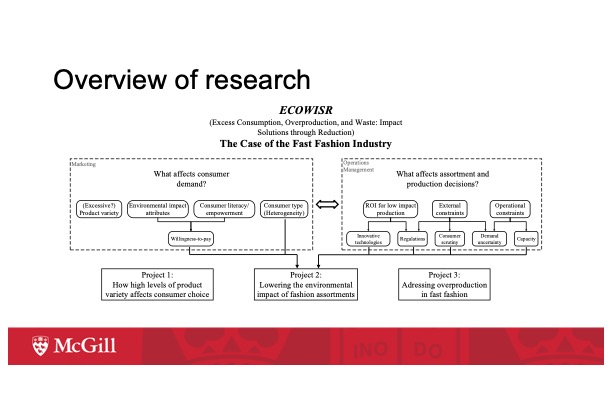 Overview of research
ECOWISR
(Excess Consumption, Overproduction, and Waste: Impact
Solutions through Reduction)
The Case of the Fast Fashion Industry
Marketing
What affects consumer
demand?
(Excessive?)
Product variety
Environmental impact
attributes
Consumer literacy/
empowerment
Consumer type
(Heterogeneity)
Willingness-to-pay
Operations
Management
What affects assortment and
production decisions?
ROI for low impact
production
External
constraints
Operational
constraints
Innovative
technologies
Regulations
Consumer
scrutiny
Demand
uncertainty
Capacity
Project 1:
How high levels of product
variety affects consumer choice
Project 2:
Lowering the environmental
impact of fashion assortments
Project 3:
Adressing overproduction
in fast fashion
McGill
INO
DO